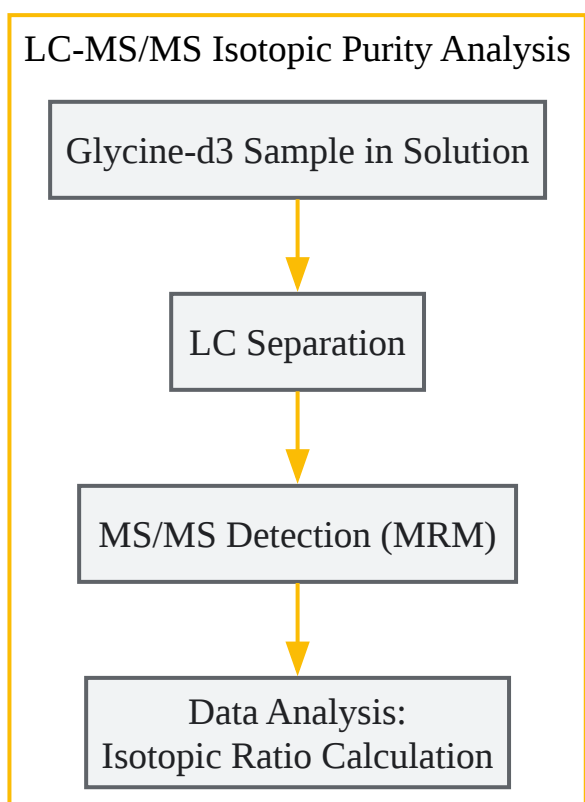 LC-MS/MS Isotopic Purity Analysis
Glycine-d3 Sample in Solution
LC Separation
MS/MS Detection (MRM)
Data Analysis:
Isotopic Ratio Calculation